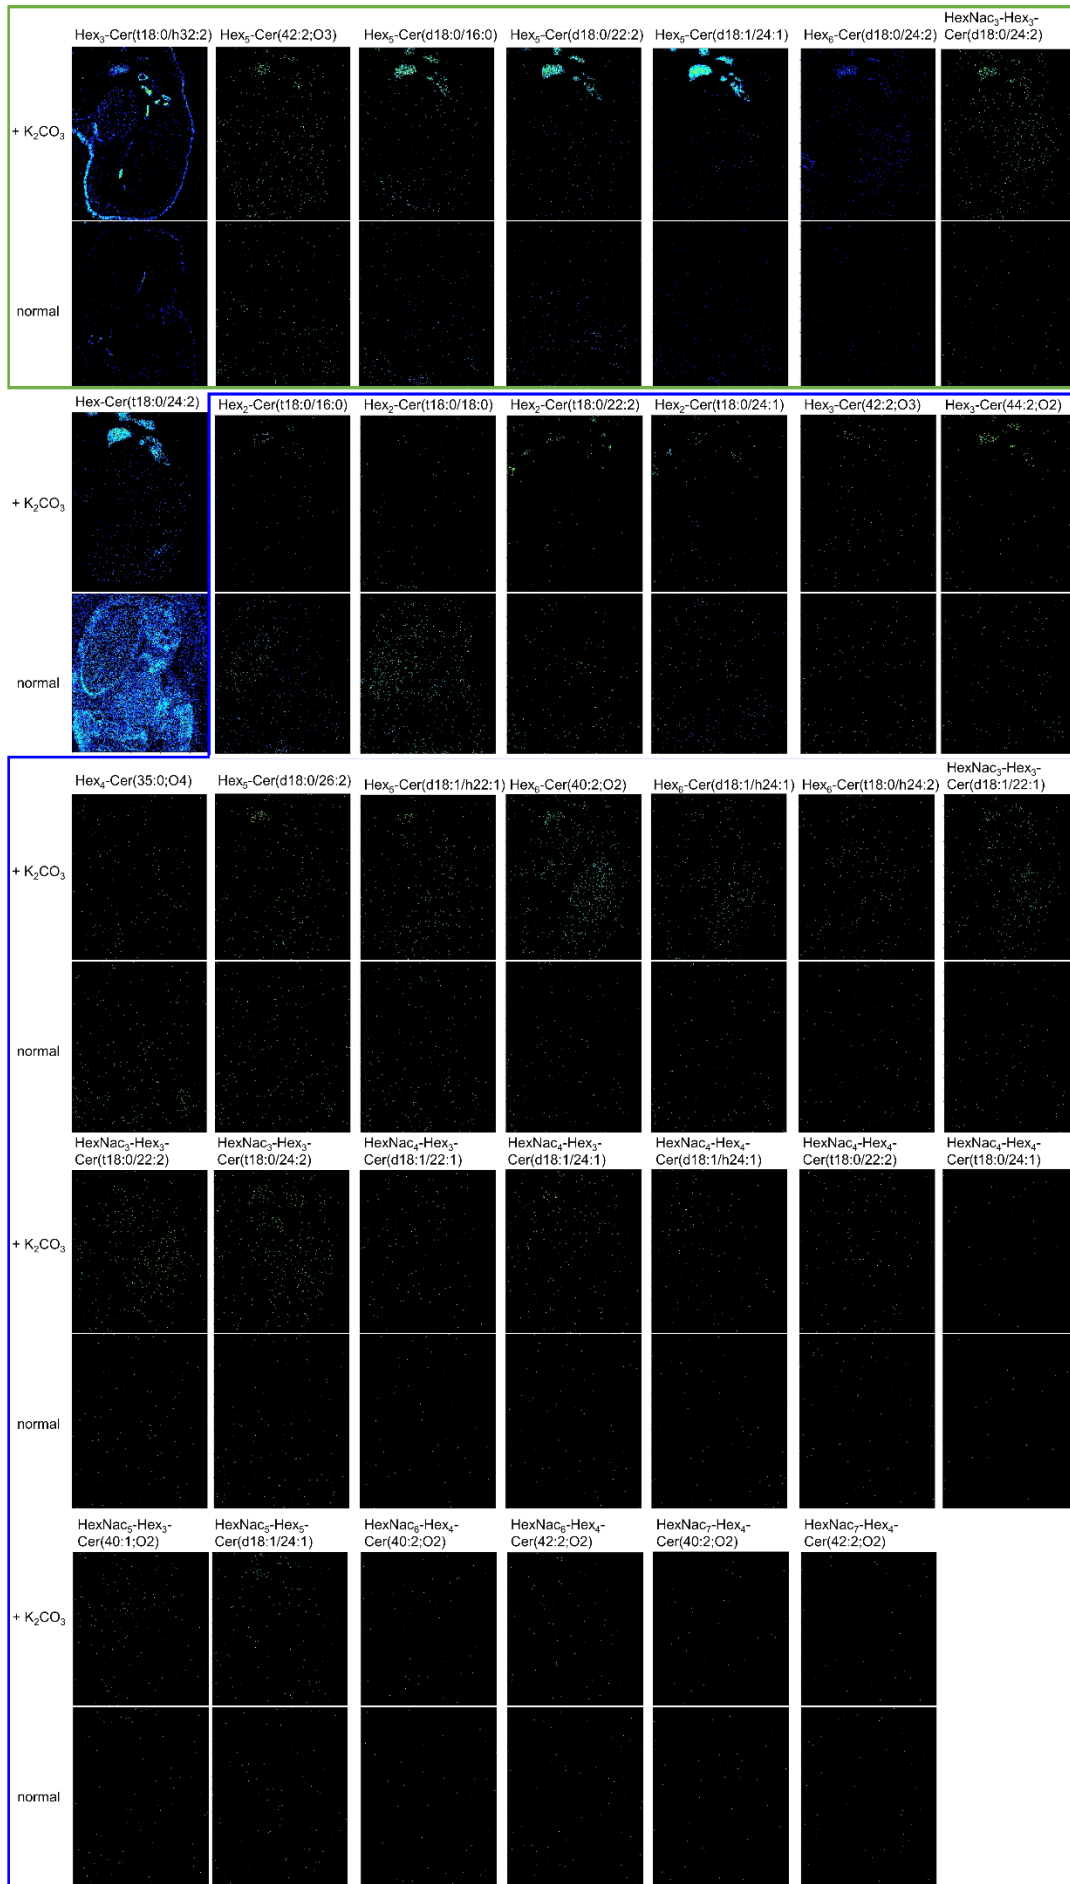 HexNac₃-Hex₃-
Hex₃-Cer(t18:0/h32:2) Hex₅-Cer(42:2;O3) Hex₅-Cer(d18:0/16:0) Hex₅-Cer(d18:0/22:2) Hex₅-Cer(d18:1/24:1) Hex₆-Cer(d18:0/24:2) Cer(d18:0/24:2)
+ K₂CO₃
normal
Hex-Cer(t18:0/24:2) Hex₂-Cer(t18:0/16:0) Hex₂-Cer(t18:0/18:0) Hex₂-Cer(t18:0/22:2) Hex₂-Cer(t18:0/24:1) Hex₃-Cer(42:2;O3) Hex₃-Cer(44:2;O2)
+ K₂CO₃
normal
HexNac₃-Hex₃-
Hex₄-Cer(35:0;O4) Hex₅-Cer(d18:0/26:2) Hex₅-Cer(d18:1/h22:1) Hex₆-Cer(40:2;O2) Hex₆-Cer(d18:1/h24:1) Hex₆-Cer(t18:0/h24:2) Cer(d18:1/22:1)
+ K₂CO₃
normal
HexNac₃-Hex₃- HexNac₃-Hex₃- HexNac₄-Hex₃- HexNac₄-Hex₃- HexNac₄-Hex₄- HexNac₄-Hex₄- HexNac₄-Hex₄-
Cer(t18:0/22:2) Cer(t18:0/24:2) Cer(d18:1/22:1) Cer(d18:1/24:1) Cer(d18:1/h24:1) Cer(t18:0/22:2) Cer(t18:0/24:1)
+ K₂CO₃
normal
HexNac₅-Hex₃- HexNac₅-Hex₅- HexNac₆-Hex₄- HexNac₆-Hex₄- HexNac₇-Hex₄- HexNac₇-Hex₄-
Cer(40:1;O2) Cer(d18:1/24:1) Cer(40:2;O2) Cer(42:2;O2) Cer(40:2;O2) Cer(42:2;O2)
+ K₂CO₃
normal